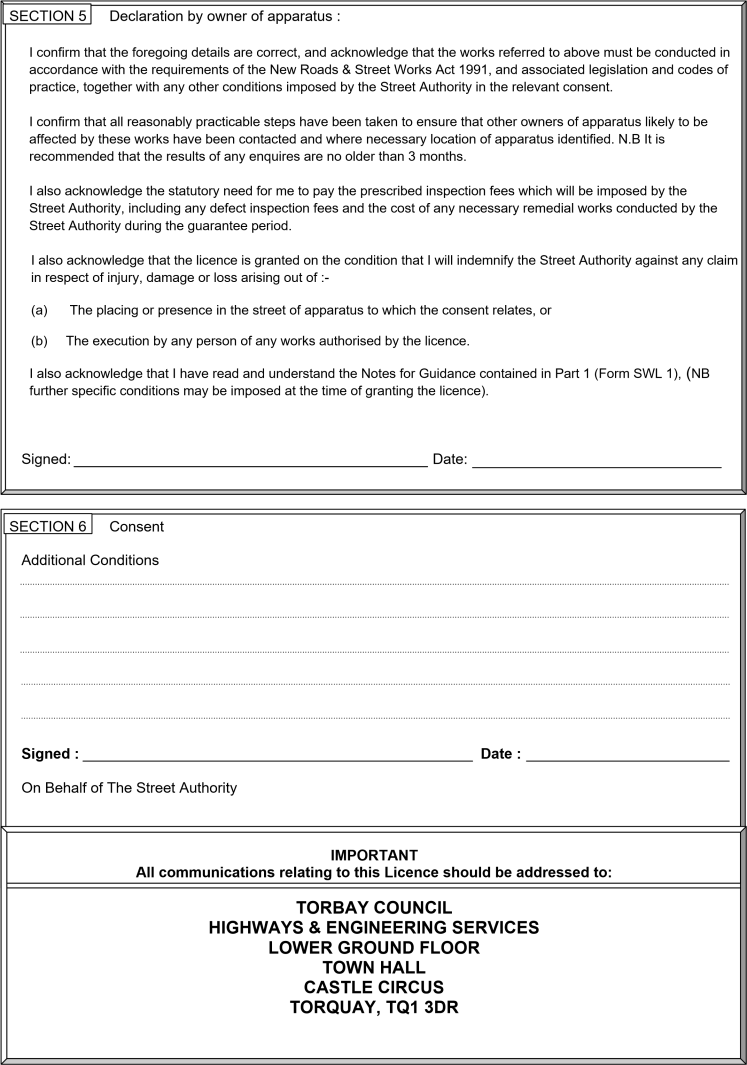 SECTION 5 Declaration by owner of apparatus :
I confirm that the foregoing details are correct, and acknowledge that the works referred to above must be conducted in
accordance with the requirements of the New Roads & Street Works Act 1991, and associated legislation and codes of
practice, together with any other conditions imposed by the Street Authority in the relevant consent.
I confirm that all reasonably practicable steps have been taken to ensure that other owners of apparatus likely to be
affected by these works have been contacted and where necessary location of apparatus identified. N.B It is
recommended that the results of any enquires are no older than 3 months.
I also acknowledge the statutory need for me to pay the prescribed inspection fees which will be imposed by the
Street Authority, including any defect inspection fees and the cost of any necessary remedial works conducted by the
Street Authority during the guarantee period.
I also acknowledge that the licence is granted on the condition that I will indemnify the Street Authority against any claim
in respect of injury, damage or loss arising out of :-
(a) The placing or presence in the street of apparatus to which the consent relates, or
(b) The execution by any person of any works authorised by the licence.
I also acknowledge that I have read and understand the Notes for Guidance contained in Part 1 (Form SWL 1), (NB
further specific conditions may be imposed at the time of granting the licence).
Signed: Date:
SECTION 6 Consent
Additional Conditions
Signed : Date :
On Behalf of The Street Authority
IMPORTANT
All communications relating to this Licence should be addressed to:
TORBAY COUNCIL
HIGHWAYS & ENGINEERING SERVICES
LOWER GROUND FLOOR
TOWN HALL
CASTLE CIRCUS
TORQUAY, TQ1 3DR